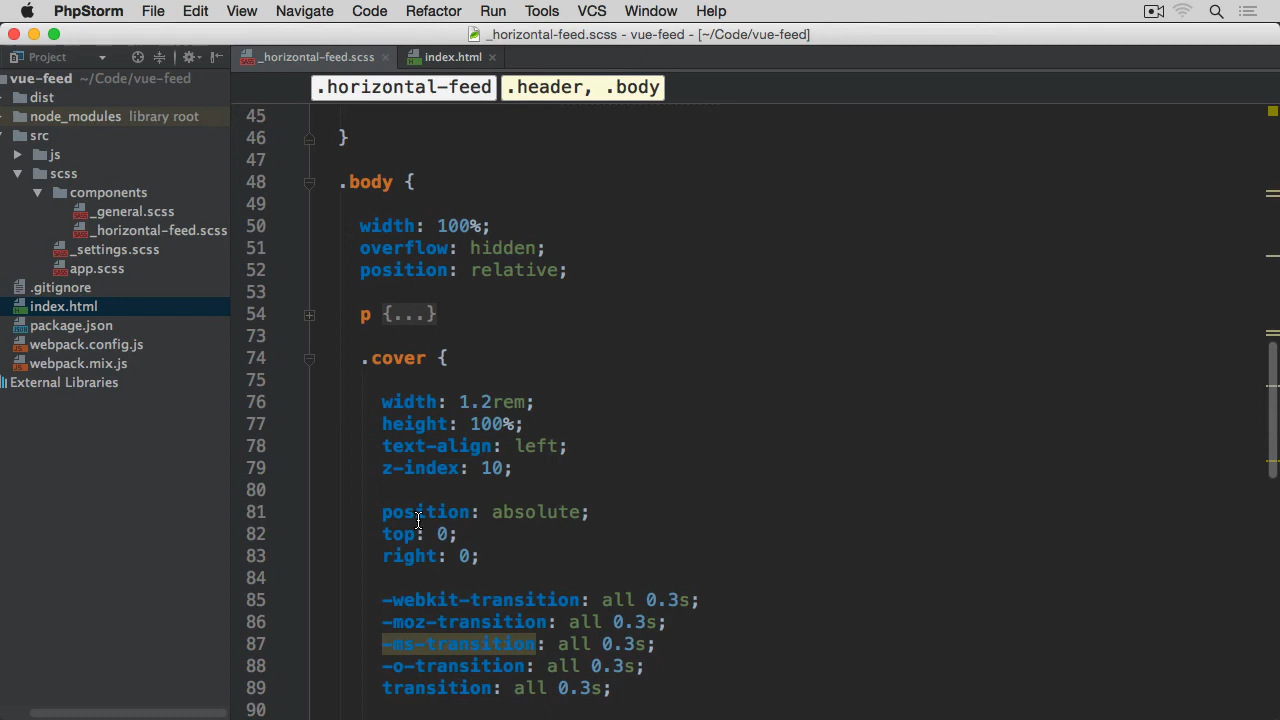 PhpStorm File Edit View Navigate Code Refactor Run Tools VCS Window Help
_horizontal-feed.scss - vue-feed - [~/Code/vue-feed]
Project
_horizontal-feed.scss
index.html
vue-feed ~/Code/vue-feed
dist
node_modules library root
src
js
scss
components
_general.scss
_horizontal-feed.scss
_settings.scss
app.scss
.gitignore
index.html
package.json
webpack.config.js
webpack.mix.js
External Libraries
.horizontal-feed .header, .body
45
46 }
47
48 .body {
49
50 width: 100%;
51 overflow: hidden;
52 position: relative;
53
54 p {...}
73
74 .cover {
75
76 width: 1.2rem;
77 height: 100%;
78 text-align: left;
79 z-index: 10;
80
81 position: absolute;
82 top: 0;
83 right: 0;
84
85 -webkit-transition: all 0.3s;
86 -moz-transition: all 0.3s;
87 -ms-transition: all 0.3s;
88 -o-transition: all 0.3s;
89 transition: all 0.3s;
90